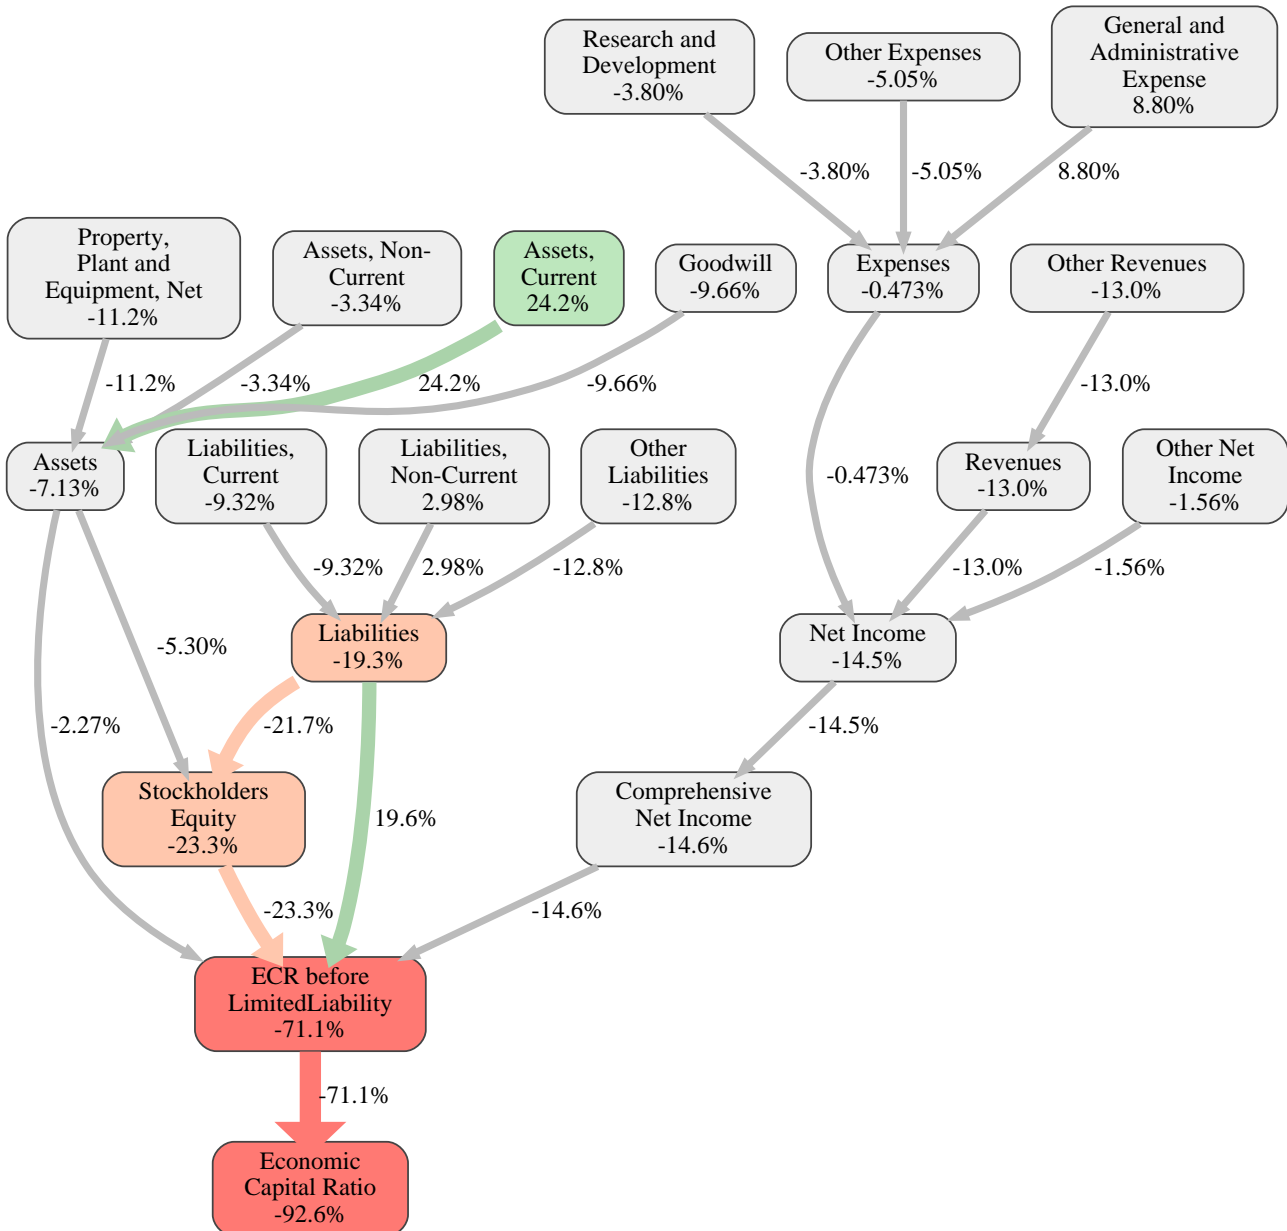 Research and
Development
-3.80%
Other Expenses
-5.05%
General and
Administrative
Expense
8.80%
-3.80%
-5.05%
8.80%
Property,
Plant and
Equipment, Net
-11.2%
Assets, Non-
Current
-3.34%
Assets,
Current
24.2%
Goodwill
-9.66%
Expenses
-0.473%
Other Revenues
-13.0%
-11.2%
-3.34%
24.2%
-9.66%
-13.0%
Assets
-7.13%
Liabilities,
Current
-9.32%
Liabilities,
Non-Current
2.98%
Other
Liabilities
-12.8%
-0.473%
Revenues
-13.0%
Other Net
Income
-1.56%
-9.32%
2.98%
-12.8%
-13.0%
-1.56%
-5.30%
Liabilities
-19.3%
Net Income
-14.5%
-2.27%
-21.7%
-14.5%
Stockholders
Equity
-23.3%
19.6%
Comprehensive
Net Income
-14.6%
-23.3%
-14.6%
ECR before
LimitedLiability
-71.1%
-71.1%
Economic
Capital Ratio
-92.6%